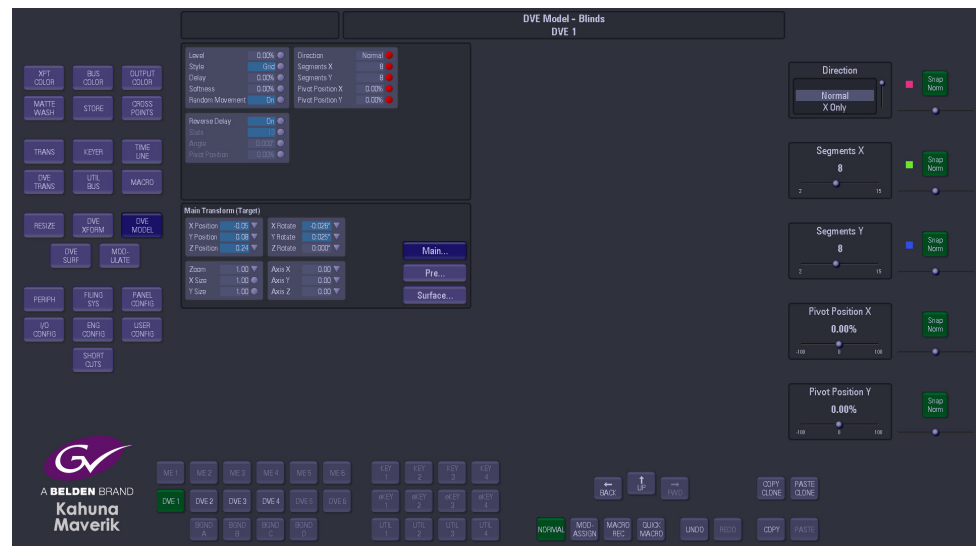 DVE Model - Blinds
DVE 1
XPT COLOR
BUS COLOR
OUTPUT COLOR
MATTE WASH
STORE
CROSS POINTS
TRANS
KEYER
TIME LINE
DVE TRANS
UTIL BUS
MACRO
RESIZE
DVE XFORM
DVE MODEL
DVE SURF
MOD- ULATE
PERIPH
FILING SYS
PANEL CONFIG
I/O CONFIG
ENG CONFIG
USER CONFIG
SHORT CUTS
Level 0.00%
Style Grid
Delay 0.00%
Softness 0.00%
Random Movement On
Direction Normal
Segments X 8
Segments Y 8
Pivot Position X 0.00%
Pivot Position Y 0.00%
Reverse Delay On
Angle 0.000°
Pivot Position 0.00%
Main Transform (Target)
X Position -0.05
Y Position 0.08
Z Position 0.24
X Rotate -0.026°
Y Rotate 0.025°
Z Rotate 0.000°
Zoom 1.00
X Size 1.00
Y Size 1.00
Axis X 0.00
Axis Y 0.00
Axis Z 0.00
Main...
Pre...
Surface...
Direction
Normal
X Only
Snap Norm
Segments X
8
2 15
Snap Norm
Segments Y
8
2 15
Snap Norm
Pivot Position X
0.00%
-100 0 100
Snap Norm
Pivot Position Y
0.00%
-100 0 100
Snap Norm
GV
A BELDEN BRAND
Kahuna
Maverik
ME 1 ME 2 ME 3 ME 4 ME 5 ME 6
DVE 1 DVE 2 DVE 3 DVE 4 DVE 5 DVE 6
BGND A BGND B BGND C BGND D
KEY 1 KEY 2 KEY 3 KEY 4
eKEY 1 eKEY 2 eKEY 3 eKEY 4
UTIL 1 UTIL 2 UTIL 3 UTIL 4
BACK UP FWD
COPY CLONE PASTE CLONE
NORMAL MOD- ASSIGN MACRO REC QUICK MACRO UNDO REDO COPY PASTE